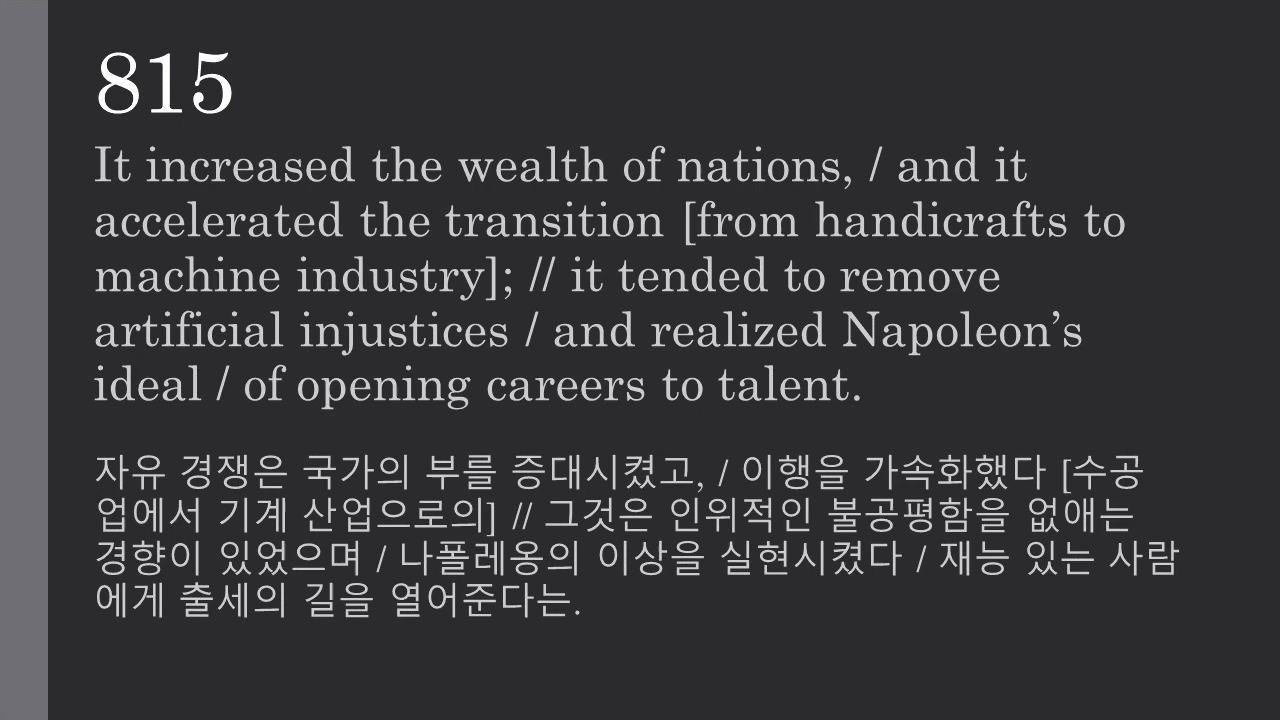 815
It increased the wealth of nations, / and it
accelerated the transition [from handicrafts to
machine industry]; // it tended to remove
artificial injustices / and realized Napoleon’s
ideal / of opening careers to talent.
자유 경쟁은 국가의 부를 증대시켰고, / 이행을 가속화했다 [수공
업에서 기계 산업으로의] // 그것은 인위적인 불공평함을 없애는
경향이 있었으며 / 나폴레옹의 이상을 실현시켰다 / 재능 있는 사람
에게 출세의 길을 열어준다는.